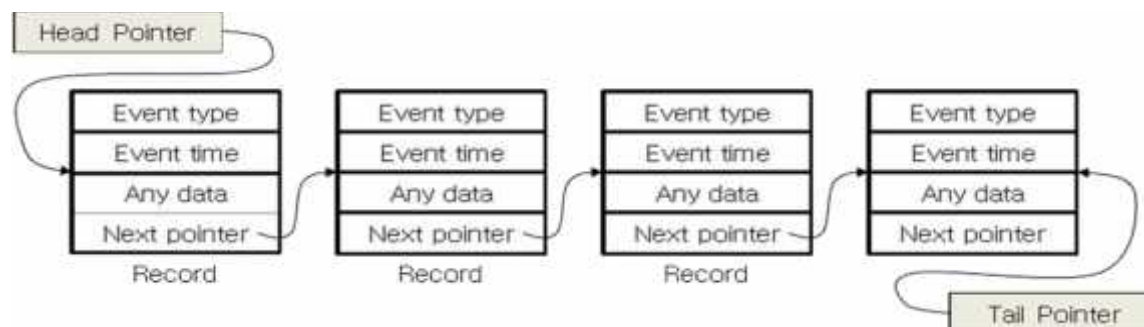 Head Pointer
Event type
Event time
Any data
Next pointer
Record
Event type
Event time
Any data
Next pointer
Record
Event type
Event time
Any data
Next pointer
Record
Event type
Event time
Any data
Next pointer
Tail Pointer